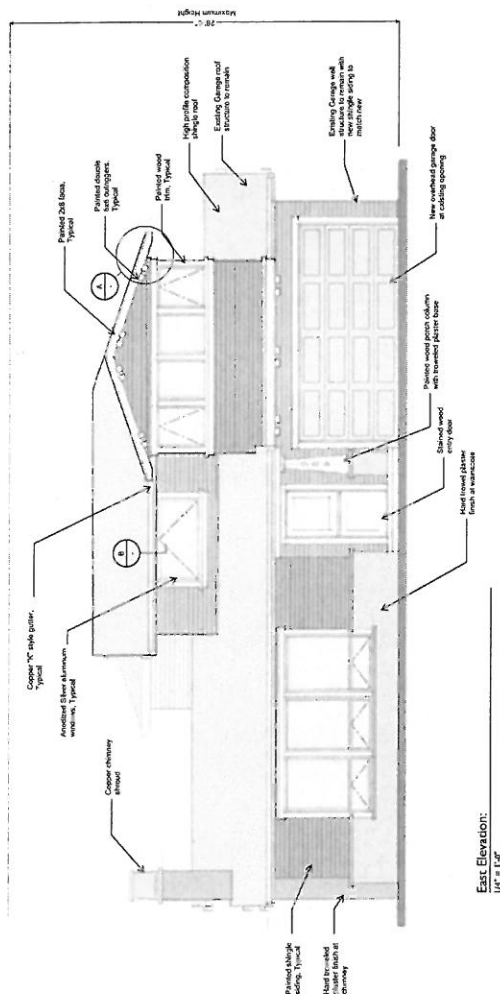 Maximum Height
28'-0"
High profile composition
shingle roof
Existing Garage roof
structure to remain
Existing Garage wall
structure to remain with
new shingle siding to
match new
Painted 2x8 facia,
Typical
Painted double
6x6 outriggers,
Typical
Painted wood
trim, Typical
A
New overhead garage door
at existing opening
Painted wood porch column
with troweled plaster base
Stained wood
entry door
Hand trowel plaster
finish at wainscote
B
Copper "K" style gutter,
Typical
Anodized Silver aluminum
windows, Typical
Copper chimney
shroud
Painted shingle
siding, Typical
Hard troweled
plaster finish at
chimney
East Elevation:
1/4" = 1'-0"